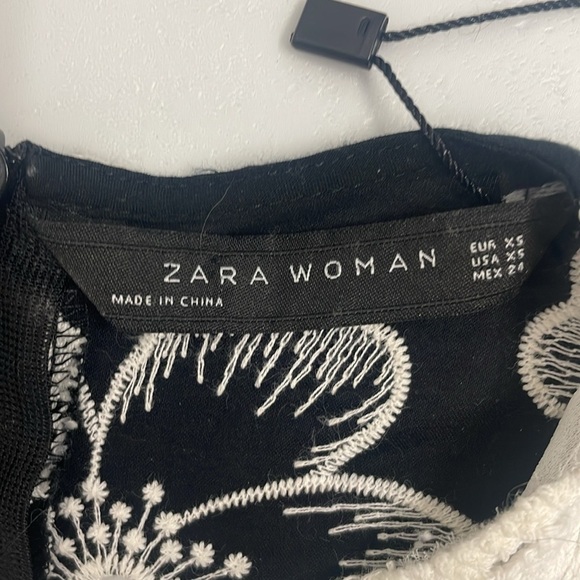 ZARA WOMAN
MADE IN CHINA
EUR XS
USA XS
MEX 24